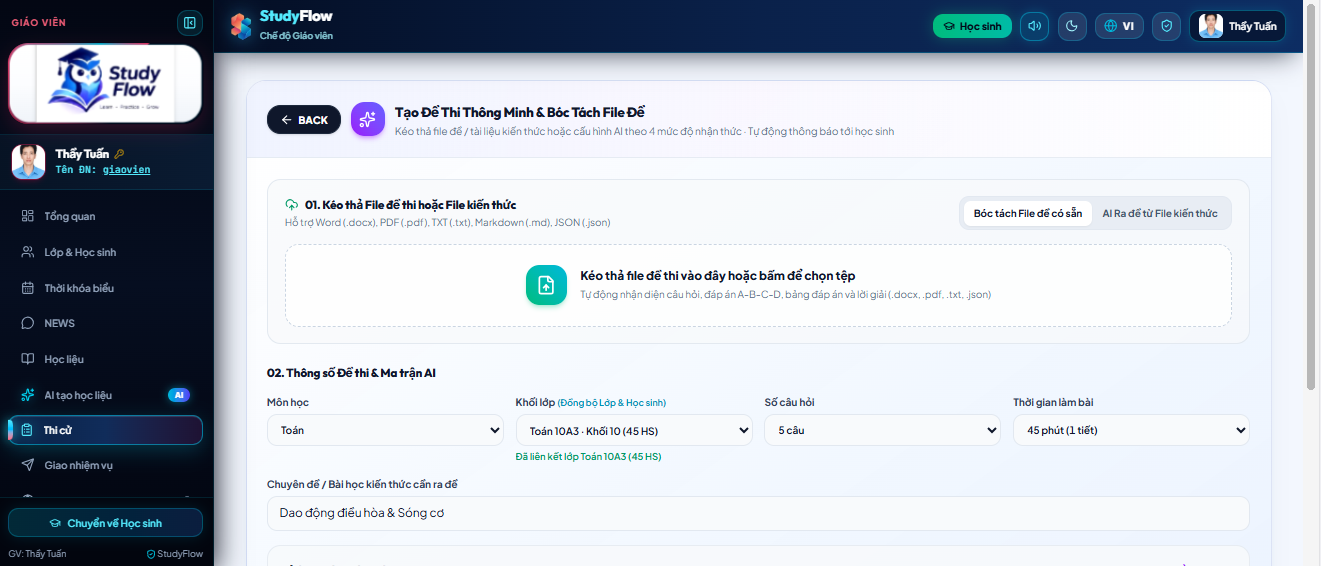 GIÁO VIÊN
Study
Flow
Learn - Practice - Grow
Thầy Tuấn
Tên ĐN: giaovien
Tổng quan
Lớp & Học sinh
Thời khóa biểu
NEWS
Học liệu
AI tạo học liệu
AI
Thi cử
Giao nhiệm vụ
Chuyển về Học sinh
GV: Thầy Tuấn
StudyFlow
StudyFlow
Chế độ Giáo viên
Học sinh
VI
Thầy Tuấn
BACK
Tạo Đề Thi Thông Minh & Bóc Tách File Đề
Kéo thả file đề / tài liệu kiến thức hoặc cấu hình AI theo 4 mức độ nhận thức · Tự động thông báo tới học sinh
01. Kéo thả File đề thi hoặc File kiến thức
Hỗ trợ Word (.docx), PDF (.pdf), TXT (.txt), Markdown (.md), JSON (.json)
Bóc tách File đề có sẵn
AI Ra đề từ File kiến thức
Kéo thả file đề thi vào đây hoặc bấm để chọn tệp
Tự động nhận diện câu hỏi, đáp án A-B-C-D, bảng đáp án và lời giải (.docx, .pdf, .txt, .json)
02. Thông số Đề thi & Ma trận AI
Môn học
Toán
Khối lớp (Đồng bộ Lớp & Học sinh)
Toán 10A3 · Khối 10 (45 HS)
Đã liên kết lớp Toán 10A3 (45 HS)
Số câu hỏi
5 câu
Thời gian làm bài
45 phút (1 tiết)
Chuyên đề / Bài học kiến thức cần ra đề
Dao động điều hòa & Sóng cơ